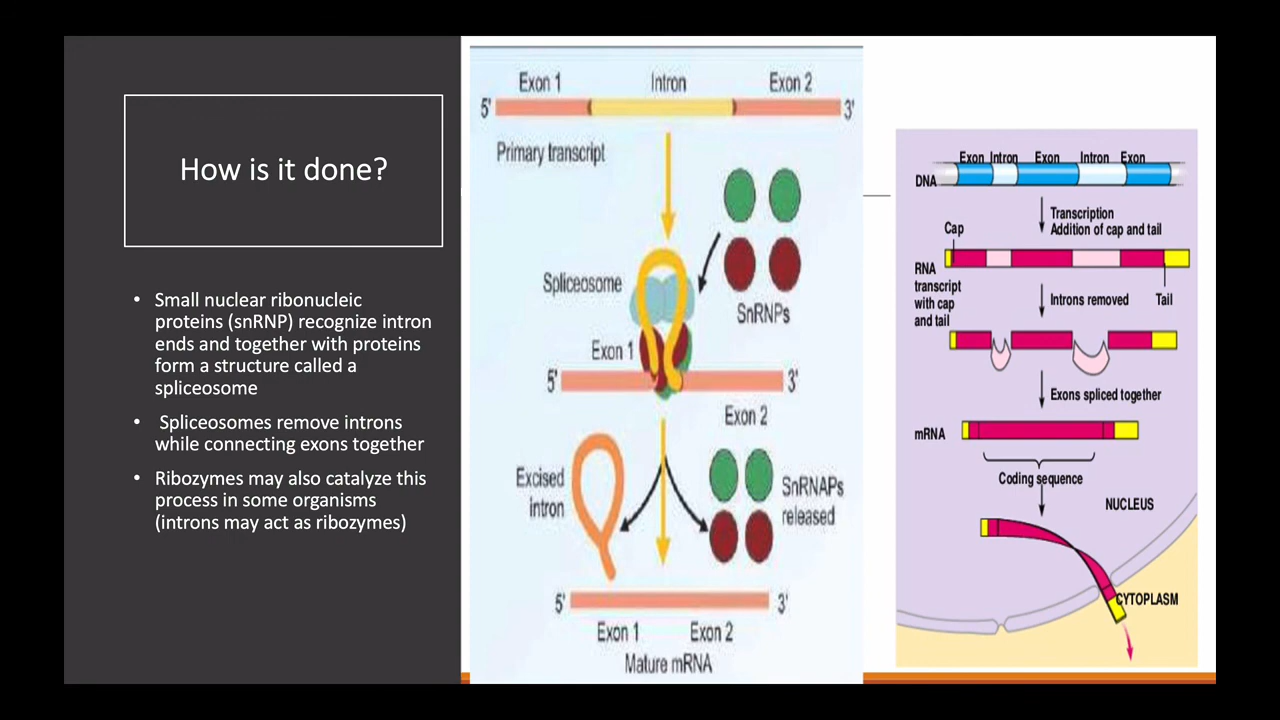 How is it done?
• Small nuclear ribonucleic
proteins (snRNP) recognize intron
ends and together with proteins
form a structure called a
spliceosome
• Spliceosomes remove introns
while connecting exons together
• Ribozymes may also catalyze this
process in some organisms
(introns may act as ribozymes)
Exon 1 Intron Exon 2
5' 3'
Primary transcript
Spliceosome
SnRNPs
Exon 1
5' 3'
Exon 2
Excised
intron
SnRNAPs
released
5' 3'
Exon 1 Exon 2
Mature mRNA
Exon Intron Exon Intron Exon
DNA
Transcription
Addition of cap and tail
Cap
RNA
transcript
with cap
and tail
Introns removed
Tail
Exons spliced together
mRNA
Coding sequence
NUCLEUS
CYTOPLASM